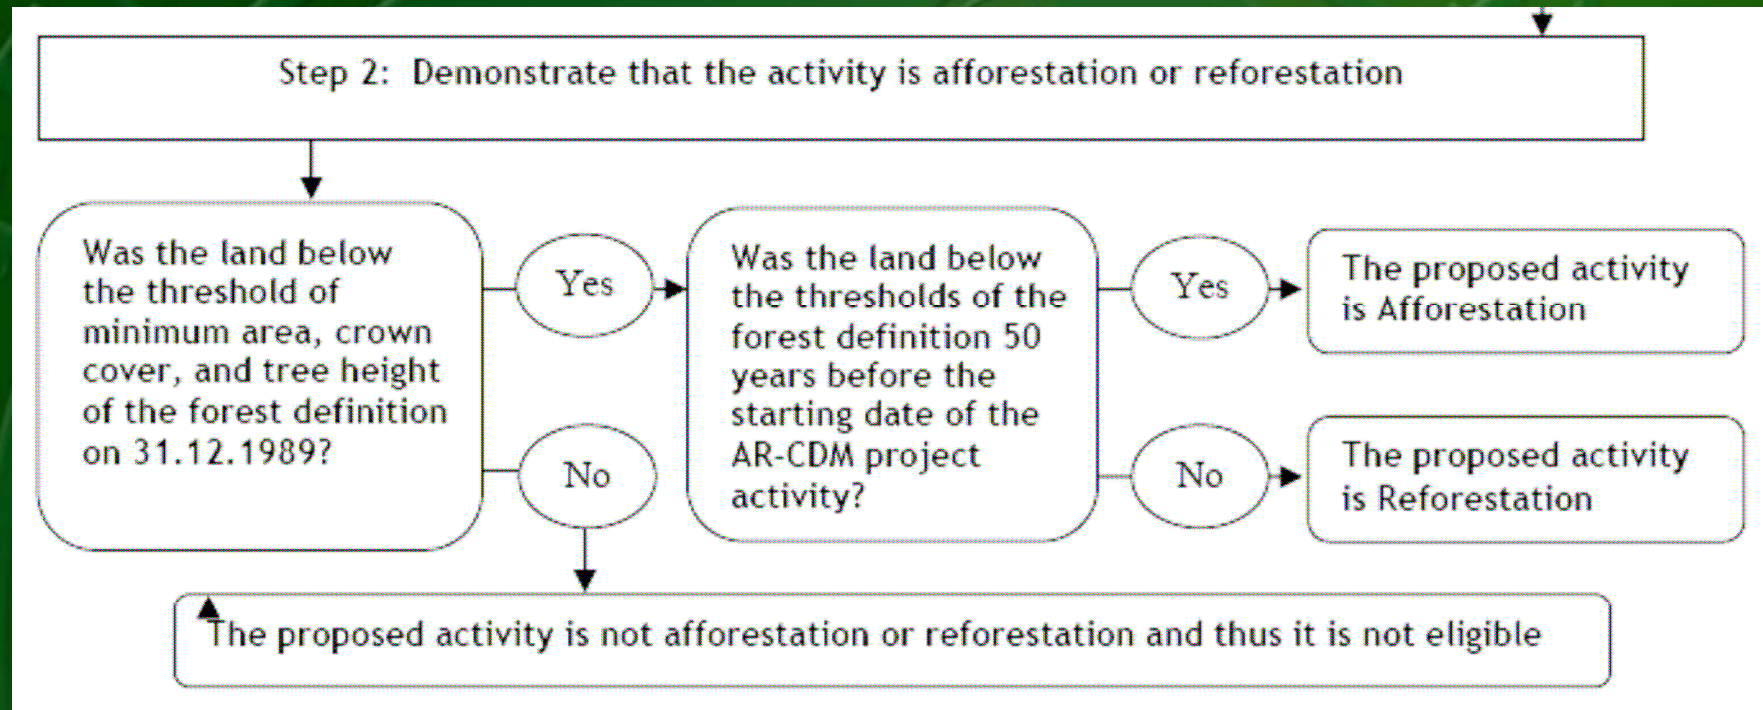 Step 2: Demonstrate that the activity is afforestation or reforestation
Was the land below
the threshold of
minimum area, crown
cover, and tree height
of the forest definition
on 31.12.1989?
Yes
No
Was the land below
the thresholds of the
forest definition 50
years before the
starting date of the
AR-CDM project
activity?
Yes
The proposed activity
is Afforestation
No
The proposed activity
is Reforestation
The proposed activity is not afforestation or reforestation and thus it is not eligible